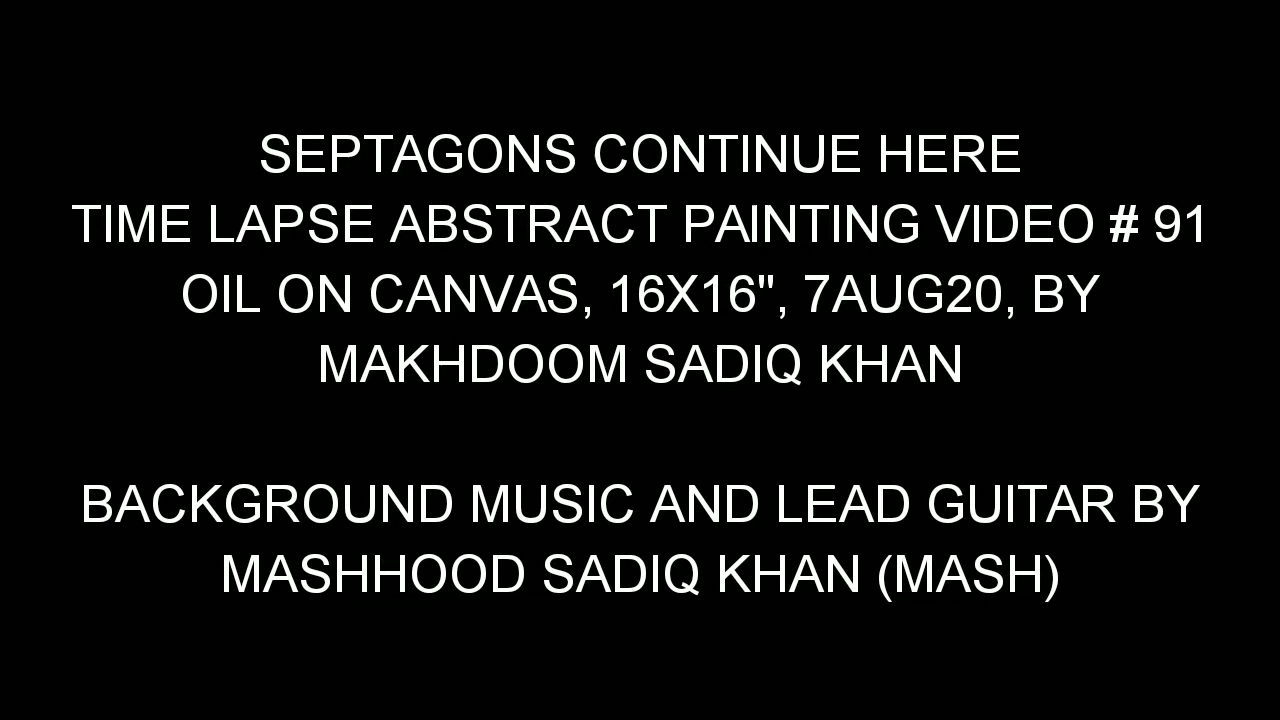 SEPTAGONS CONTINUE HERE
TIME LAPSE ABSTRACT PAINTING VIDEO # 91
OIL ON CANVAS, 16X16", 7AUG20, BY
MAKHDOOM SADIQ KHAN
BACKGROUND MUSIC AND LEAD GUITAR BY
MASHHOOD SADIQ KHAN (MASH)